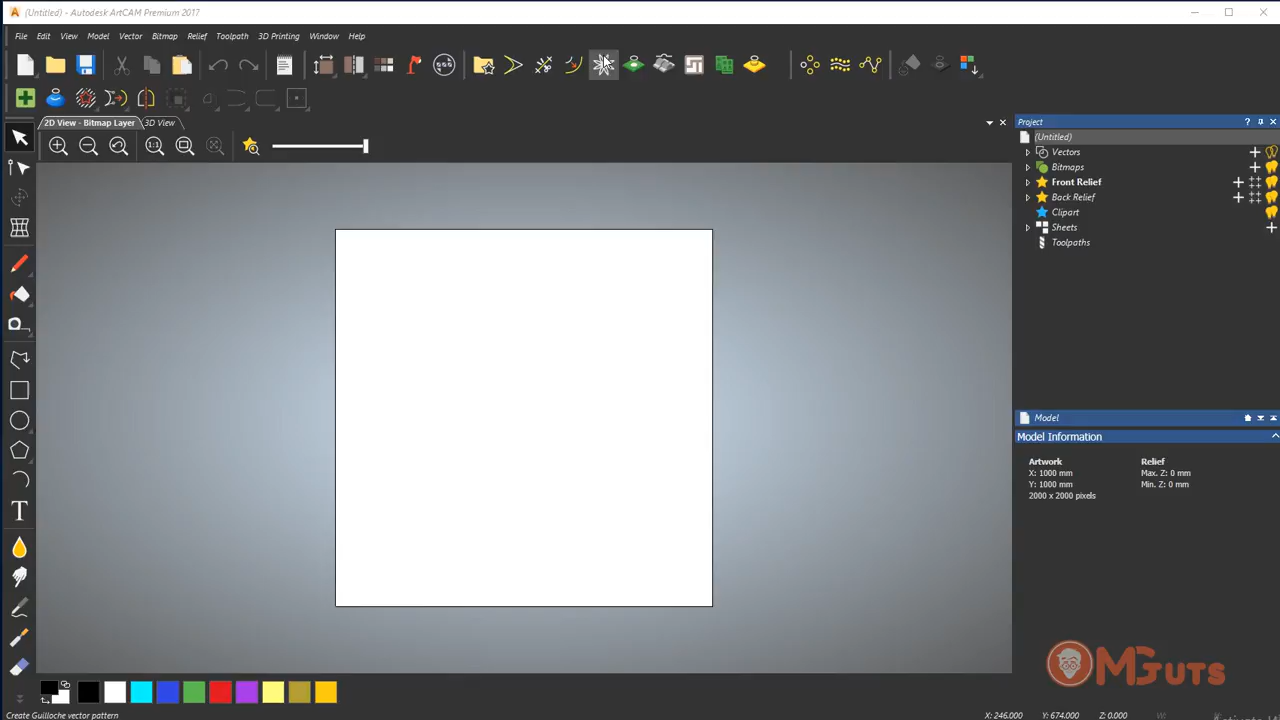 (Untitled) - Autodesk ArtCAM Premium 2017
File Edit View Model Vector Bitmap Relief Toolpath 3D Printing Window Help
2D View - Bitmap Layer 3D View
1:1
Project
(Untitled)
Vectors
Bitmaps
Front Relief
Back Relief
Clipart
Sheets
Toolpaths
Model
Model Information
Artwork Relief
X: 1000 mm Max. Z: 0 mm
Y: 1000 mm Min. Z: 0 mm
2000 x 2000 pixels
T
MGuts
Create Guilloche vector pattern X: 246.000 Y: 674.000 Z: 0.000 W: